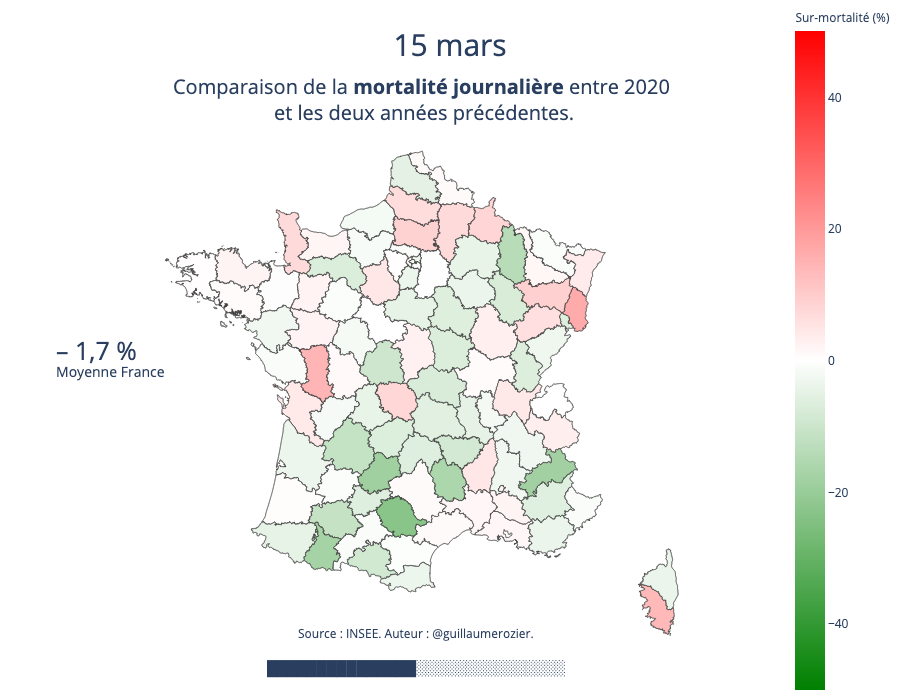 Sur-mortalité (%)
15 mars
Comparaison de la mortalité journalière entre 2020
et les deux années précédentes.
40
20
0
−20
−40
– 1,7 %
Moyenne France
Source : INSEE. Auteur : @guillaumerozier.